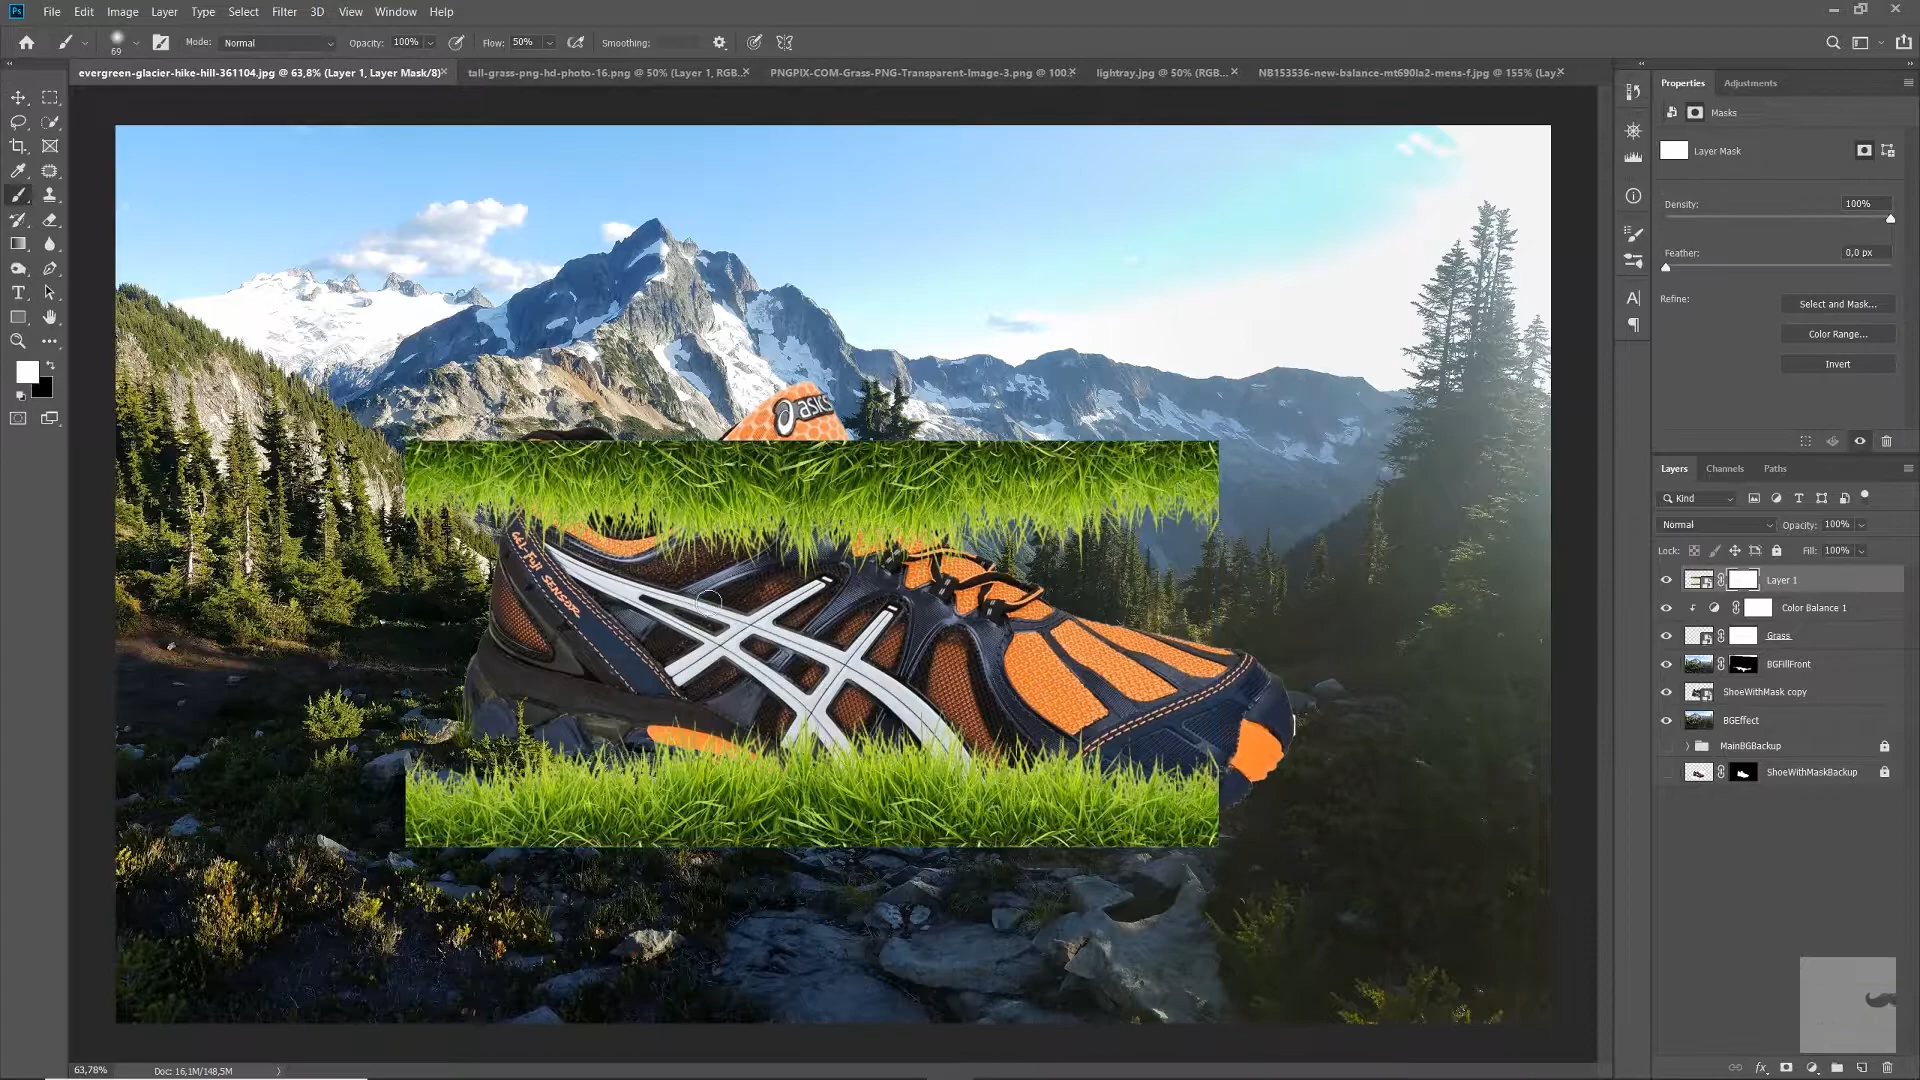 Ps File Edit Image Layer Type Select Filter 3D View Window Help
69 Mode: Normal Opacity: 100% Flow: 50% Smoothing:
evergreen-glacier-hike-hill-361104.jpg @ 63,8% (Layer 1, Layer Mask/8) tall-grass-png-hd-photo-16.png @ 50% (Layer 1, RGB... PNGPIX-COM-Grass-PNG-Transparent-Image-3.png @ 100... lightray.jpg @ 50% (RGB... NB153536-new-balance-mt690la2-mens-f.jpg @ 155% (Lay
Properties Adjustments
Masks
Layer Mask
Density: 100%
Feather: 0,0 px
Refine: Select and Mask...
Color Range...
Invert
asics
GEL-FUJI SENSOR
Layers Channels Paths
Kind
Normal Opacity: 100%
Lock: Fill: 100%
Layer 1
Color Balance 1
Grass
BGFillFront
ShoeWithMask copy
BGEffect
MainBGBackup
ShoeWithMaskBackup
63,78% Doc: 16,1M/148,5M